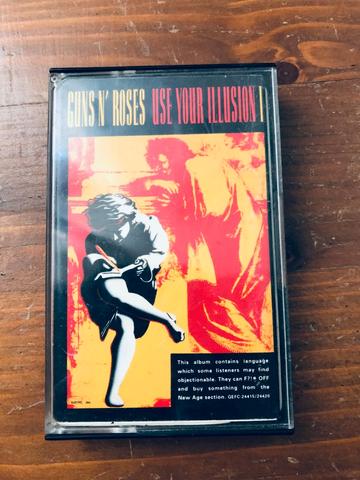 GUNS N' ROSES USE YOUR ILLUSION I
This album contains language
which some listeners may find
objectionable. They can F?!* OFF
and buy something from the
New Age section. GEFC-24415/24420